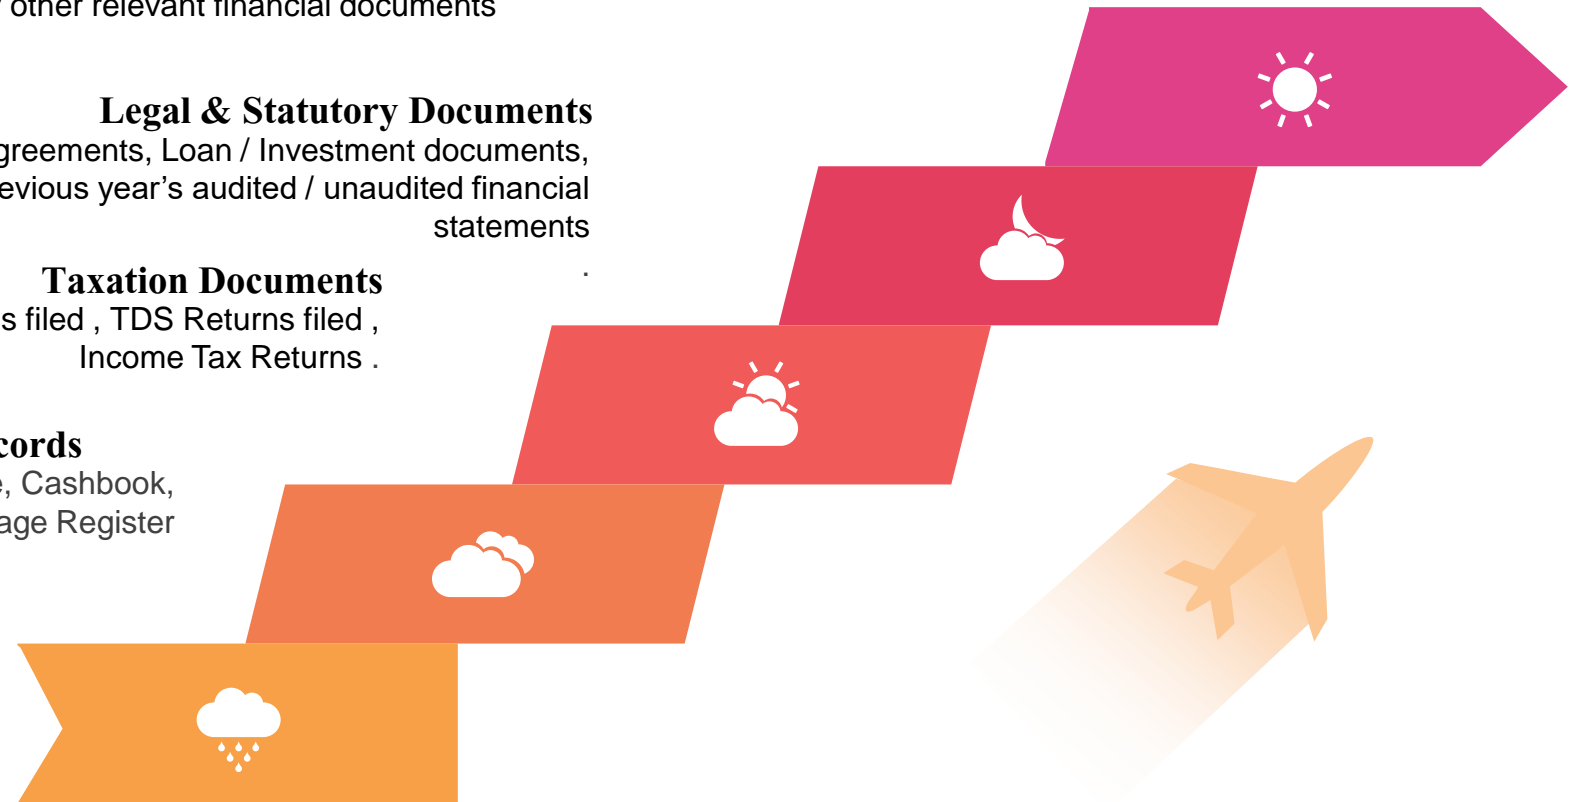 other relevant financial documents
Legal & Statutory Documents
greements, Loan / Investment documents,
evious year’s audited / unaudited financial
statements
.
Taxation Documents
s filed , TDS Returns filed ,
Income Tax Returns .
cords
e, Cashbook,
age Register